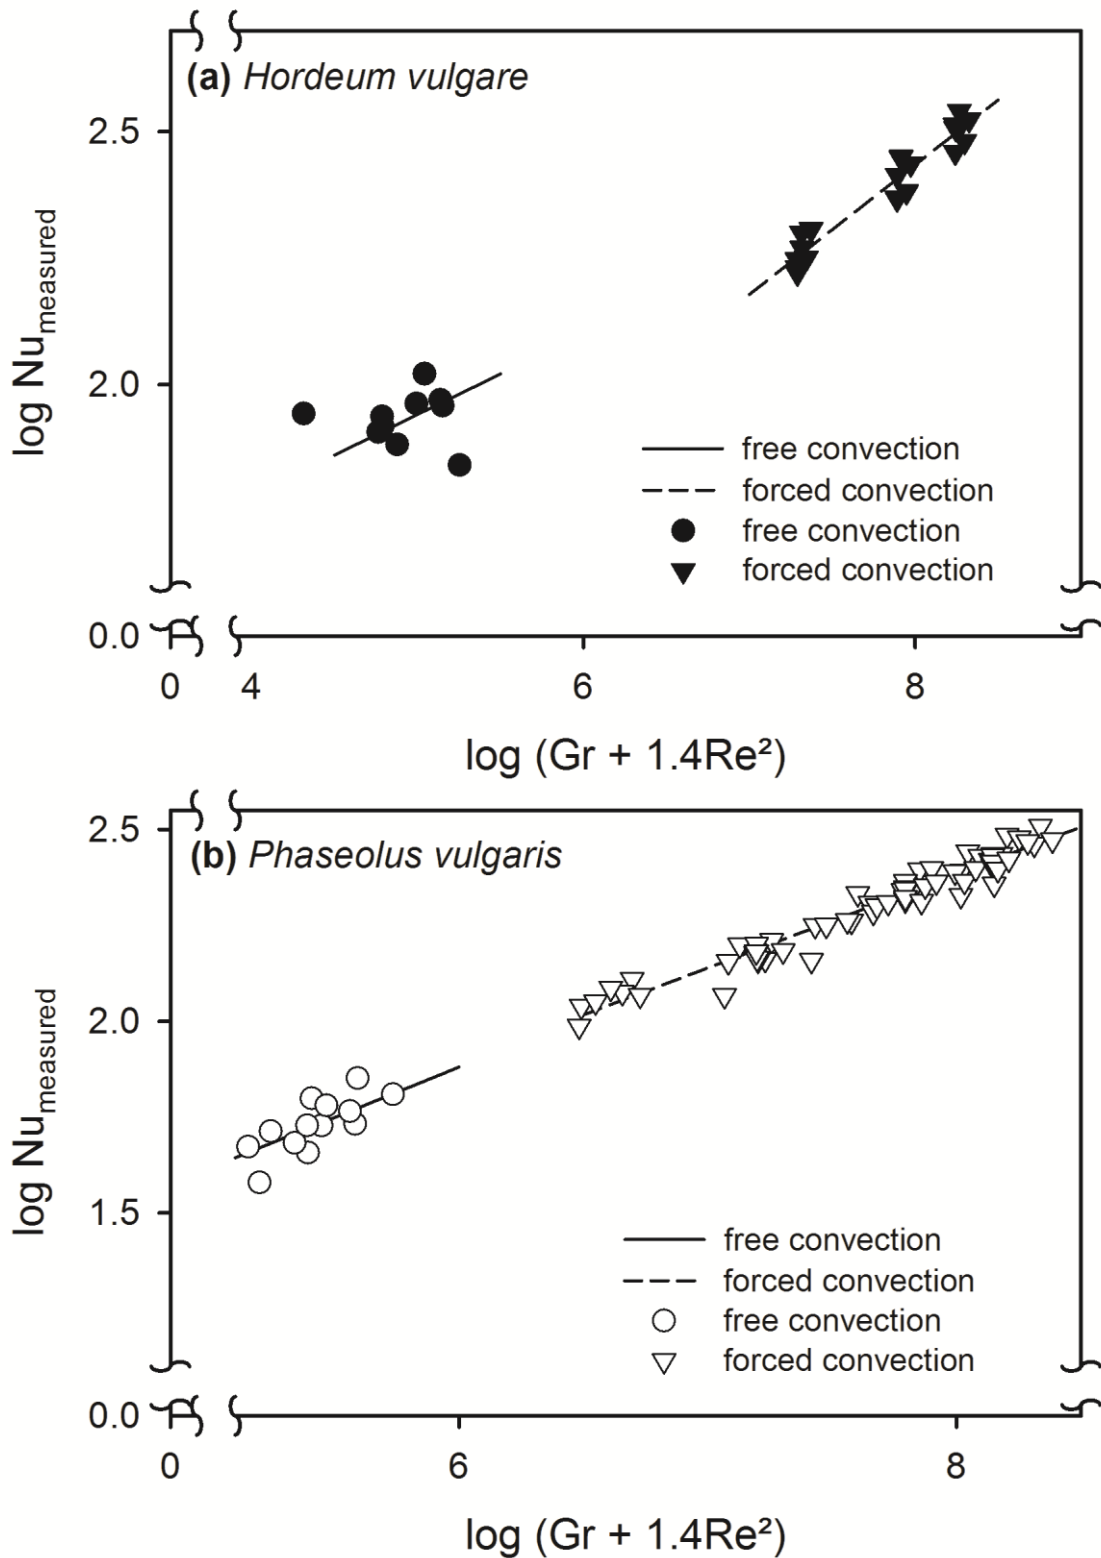 (a) Hordeum vulgare
2.5
log Nu measured
2.0
free convection
forced convection
free convection
forced convection
0.0
0 4 6 8
log (Gr + 1.4Re²)
(b) Phaseolus vulgaris
2.5
log Nu measured
2.0
1.5
free convection
forced convection
free convection
forced convection
0.0
0 6 8
log (Gr + 1.4Re²)